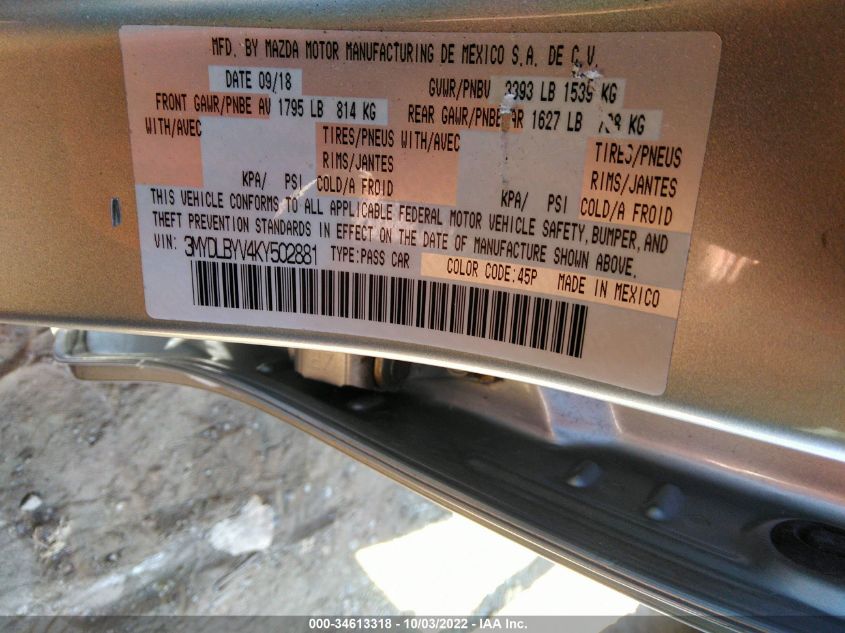 MFD. BY MAZDA MOTOR MANUFACTURING DE MEXICO S.A. DE C.V.
DATE 09/18 GVWR/PNBV 3393 LB 1539 KG
FRONT GAWR/PNBE AV 1795 LB 814 KG REAR GAWR/PNBE AR 1627 LB KG
WITH/AVEC TIRES/PNEUS WITH/AVEC TIRES/PNEUS
RIMS/JANTES RIMS/JANTES
KPA/ PSI COLD/A FROID KPA/ PSI COLD/A FROID
THIS VEHICLE CONFORMS TO ALL APPLICABLE FEDERAL MOTOR VEHICLE SAFETY, BUMPER, AND
THEFT PREVENTION STANDARDS IN EFFECT ON THE DATE OF MANUFACTURE SHOWN ABOVE.
VIN: 3MYDLBYV4KY502881 TYPE:PASS CAR COLOR CODE:45P MADE IN MEXICO
000-34613318 - 10/03/2022 - IAA Inc.